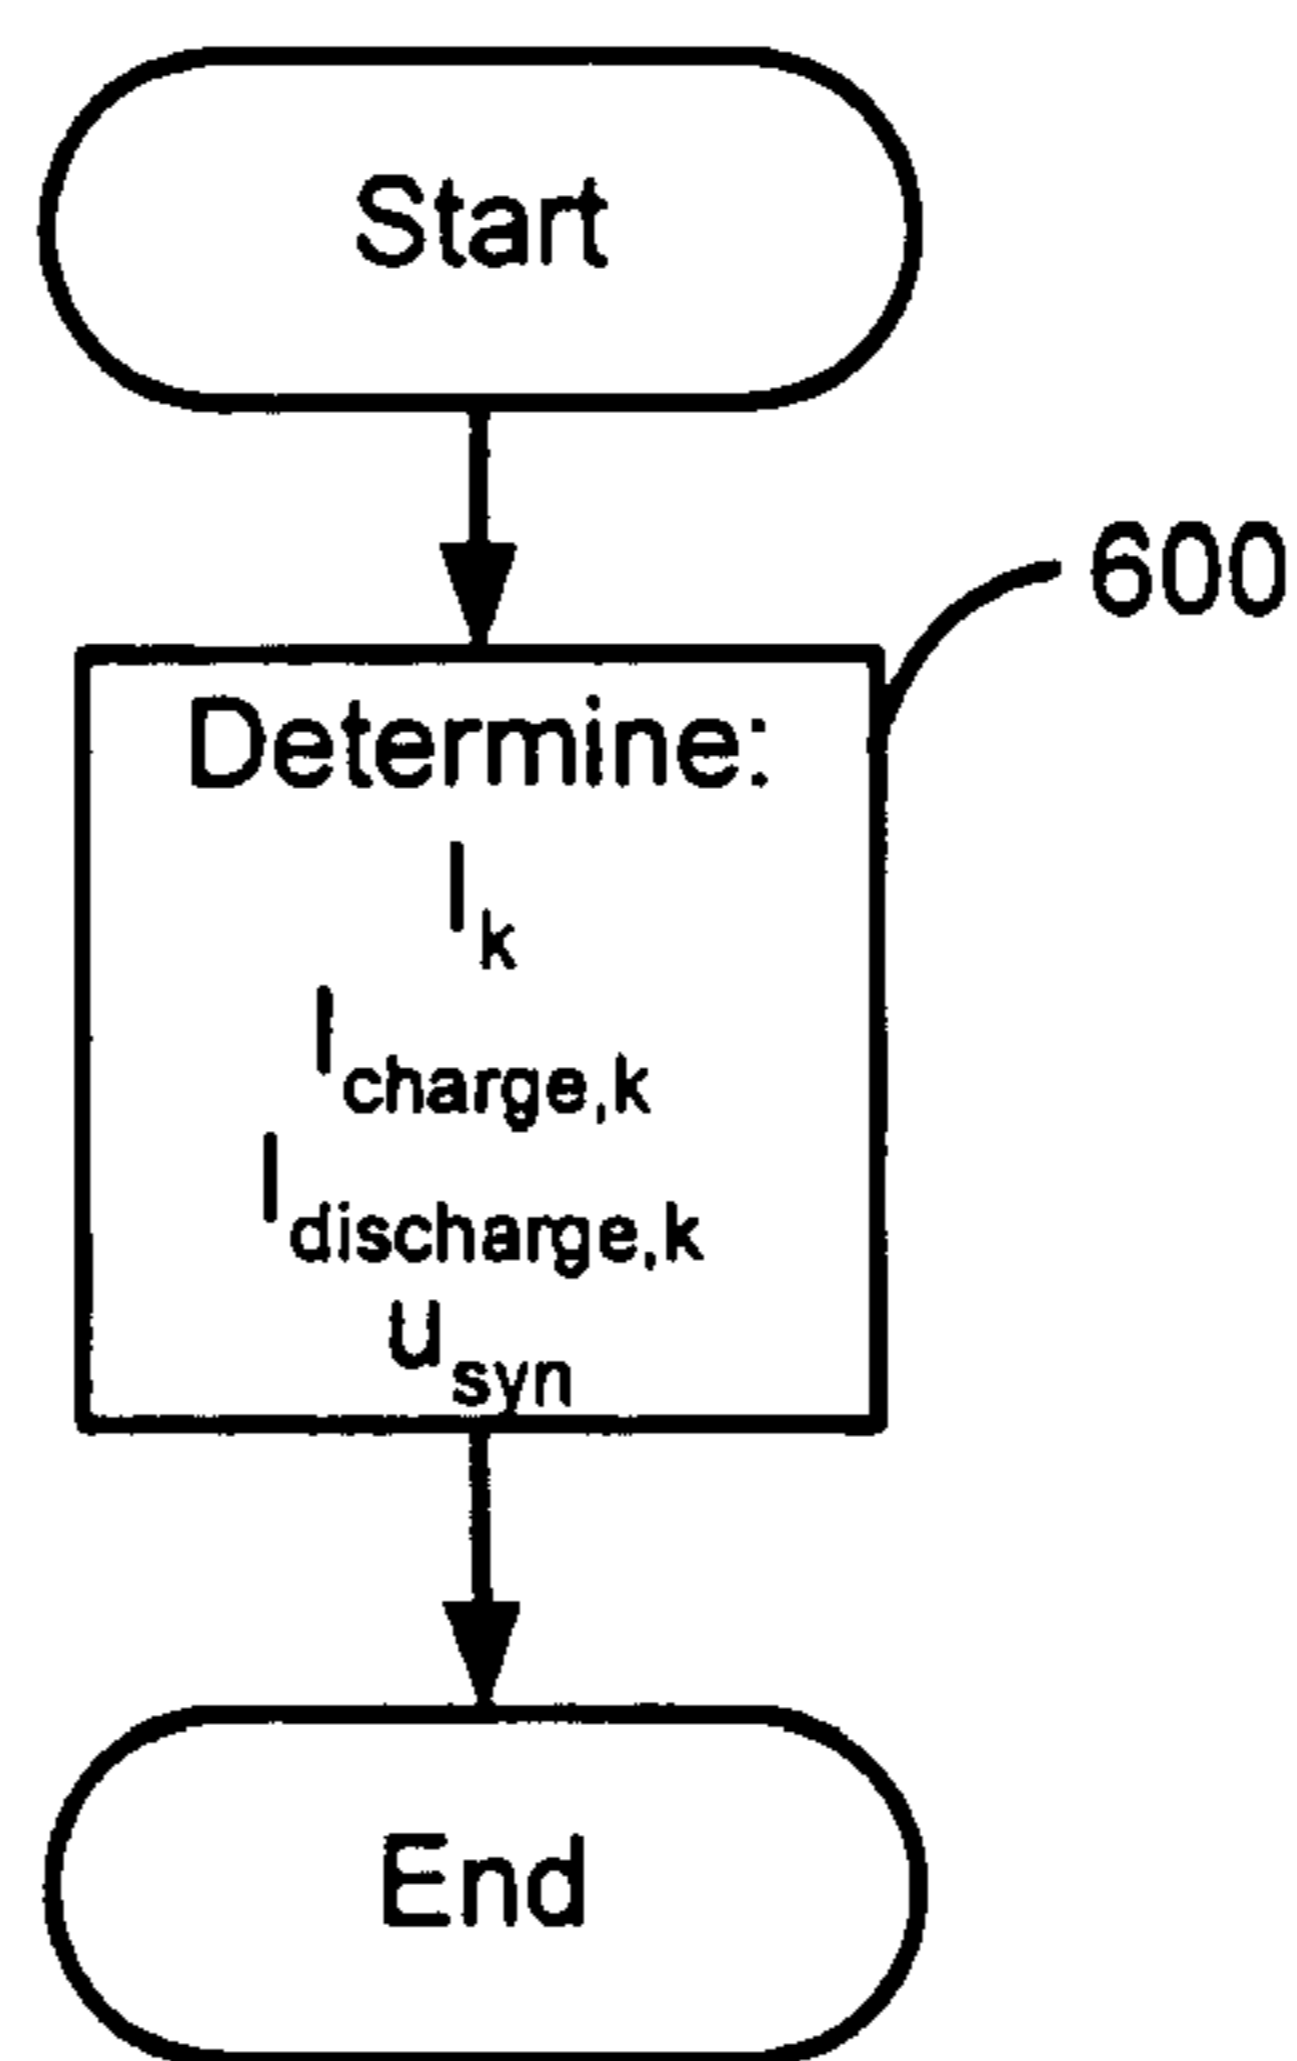 Start
600
Determine:
I_k
I_charge,k
I_discharge,k
u_syn
End